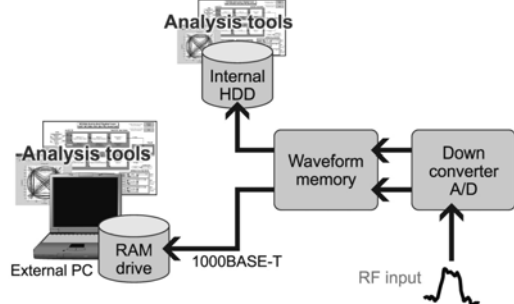 Analysis tools
Internal
HDD
Analysis tools
Waveform
memory
Down
converter
A/D
RAM
drive
1000BASE-T
External PC
RF input